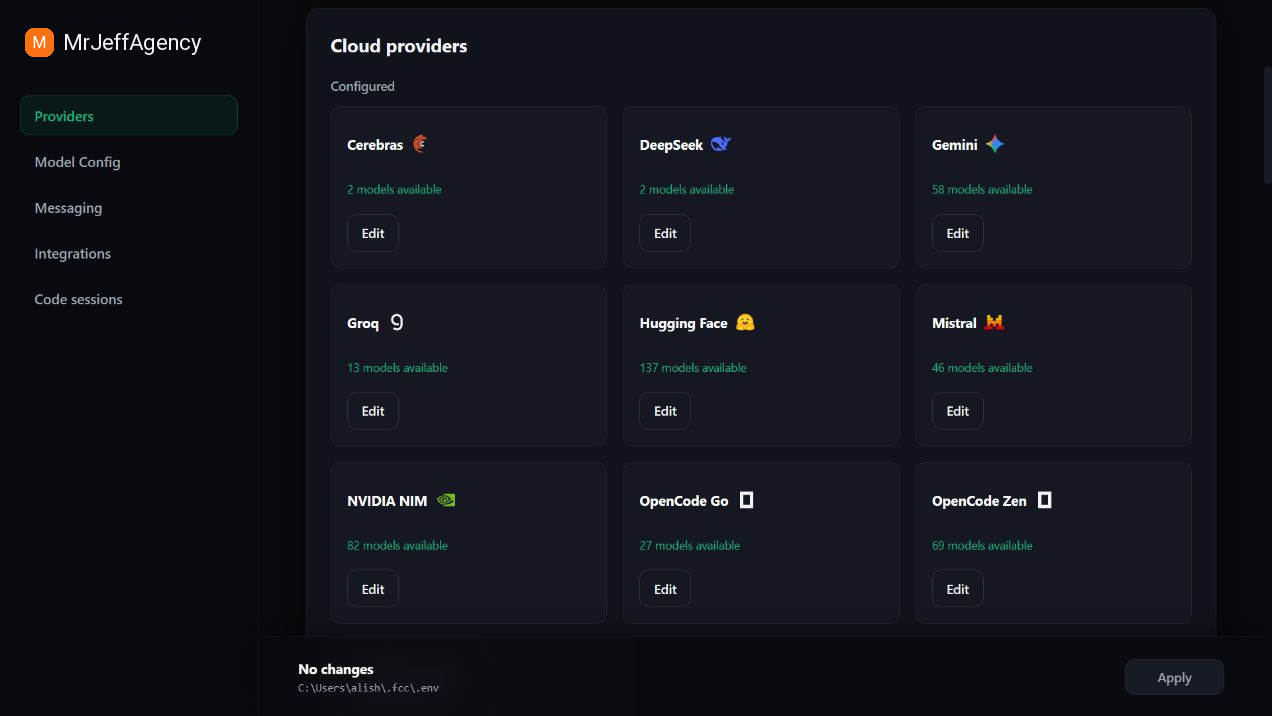 M MrJeffAgency
Providers
Model Config
Messaging
Integrations
Code sessions
Cloud providers
Configured
Cerebras
2 models available
Edit
DeepSeek
2 models available
Edit
Gemini
58 models available
Edit
Groq
13 models available
Edit
Hugging Face
137 models available
Edit
Mistral
46 models available
Edit
NVIDIA NIM
82 models available
Edit
OpenCode Go
27 models available
Edit
OpenCode Zen
69 models available
Edit
No changes
C:\Users\alish\.fcc\.env
Apply